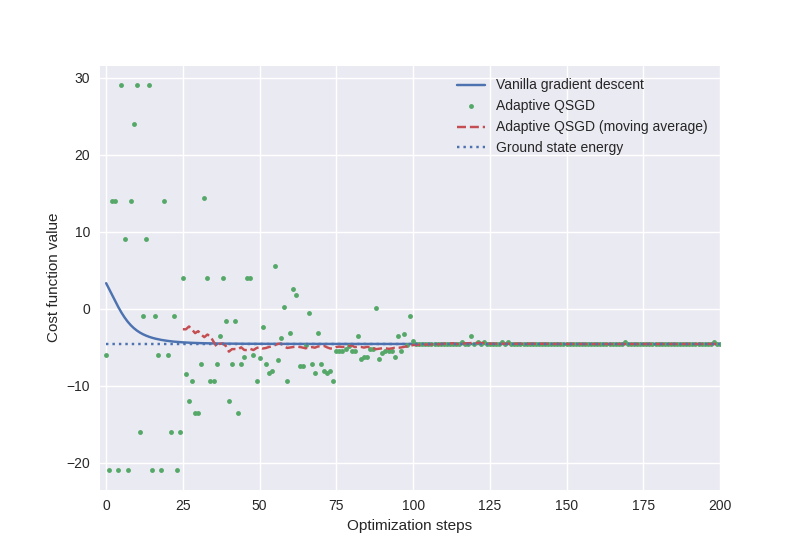 30
20
10
0
−10
−20
Cost function value
Vanilla gradient descent
Adaptive QSGD
Adaptive QSGD (moving average)
Ground state energy
0 25 50 75 100 125 150 175 200
Optimization steps